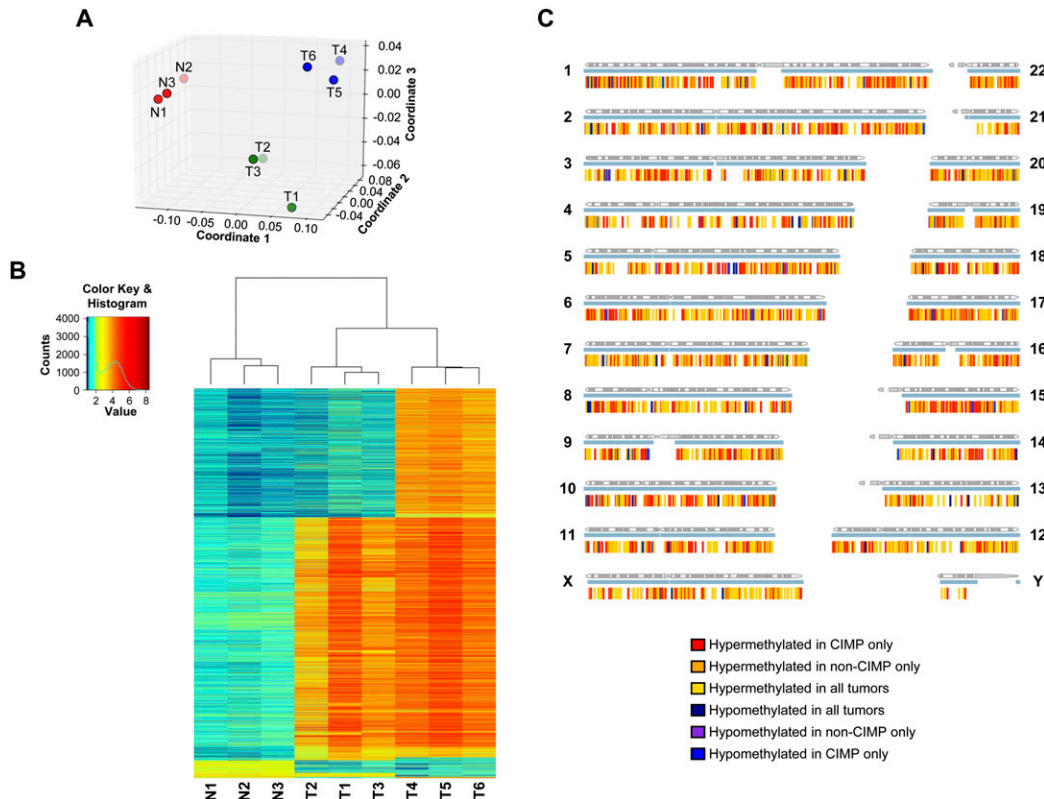 A
T6
T4
T5
N2
N3
N1
T2
T3
T1
0.04
0.02
0.00
-0.02
-0.04
-0.06
Coordinate 3
0.08
0.04
0.00
-0.04
Coordinate 2
-0.10 -0.05 0.00 0.05 0.10
Coordinate 1
B
Color Key &
Histogram
4000
3000
2000
1000
0
Counts
2 4 6 8
Value
N1 N2 N3 T2 T1 T3 T4 T5 T6
C
1 22
2 21
3 20
4 19
5 18
6 17
7 16
8 15
9 14
10 13
11 12
X Y
Hypermethylated in CIMP only
Hypermethylated in non-CIMP only
Hypermethylated in all tumors
Hypomethylated in all tumors
Hypomethylated in non-CIMP only
Hypomethylated in CIMP only